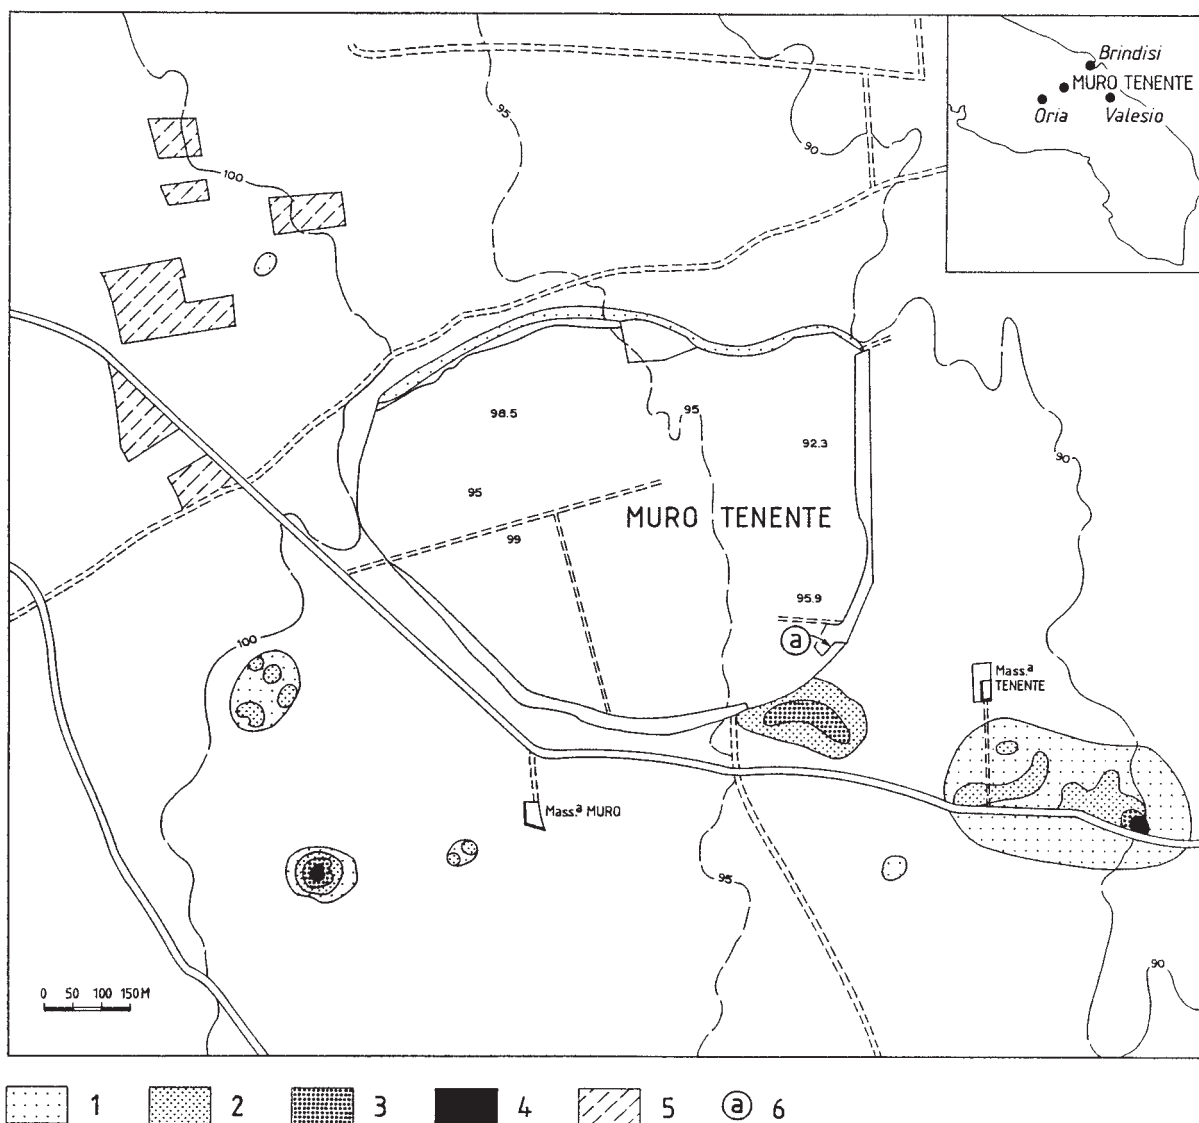 Brindisi
MURO TENENTE
Oria
Valesio
95
90
100
98.5
95
92.3
90
95
MURO TENENTE
99
95.9
a
100
Mass.a
TENENTE
Mass.a MURO
95
90
0 50 100 150 M
1
2
3
4
5
a 6